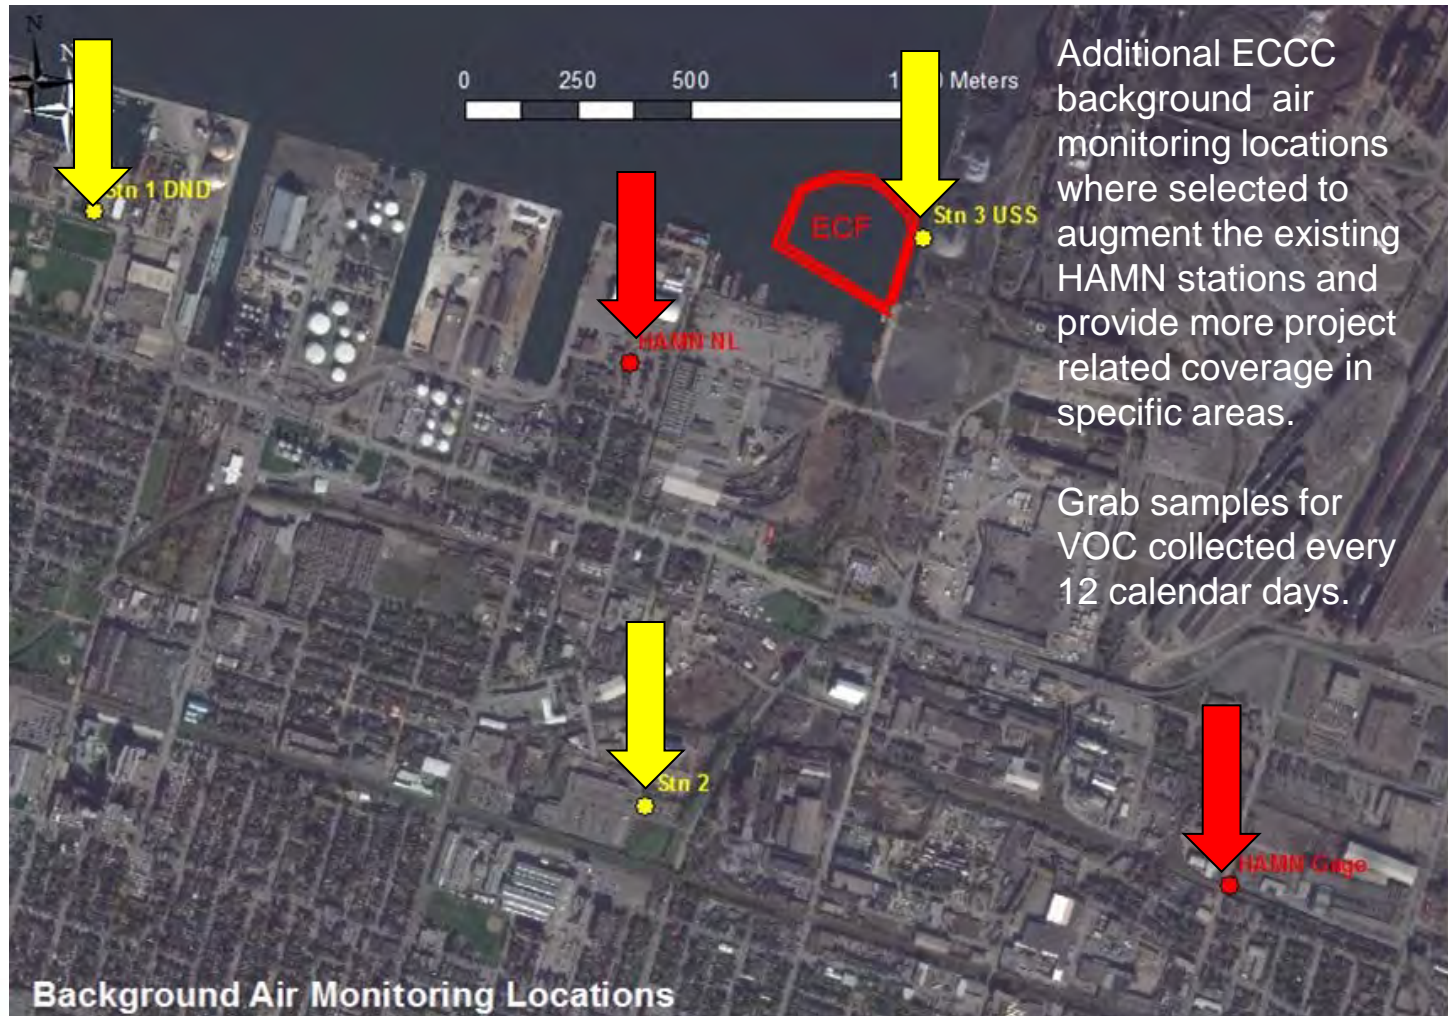 N
N
0 250 500 1 0 Meters
Additional ECCC
background air
monitoring locations
where selected to
augment the existing
HAMN stations and
provide more project
related coverage in
specific areas.
Grab samples for
VOC collected every
12 calendar days.
Stn 1 DND
ECF
Stn 3 USS
HAMN NL
Stn 2
HAMN Gage
Background Air Monitoring Locations